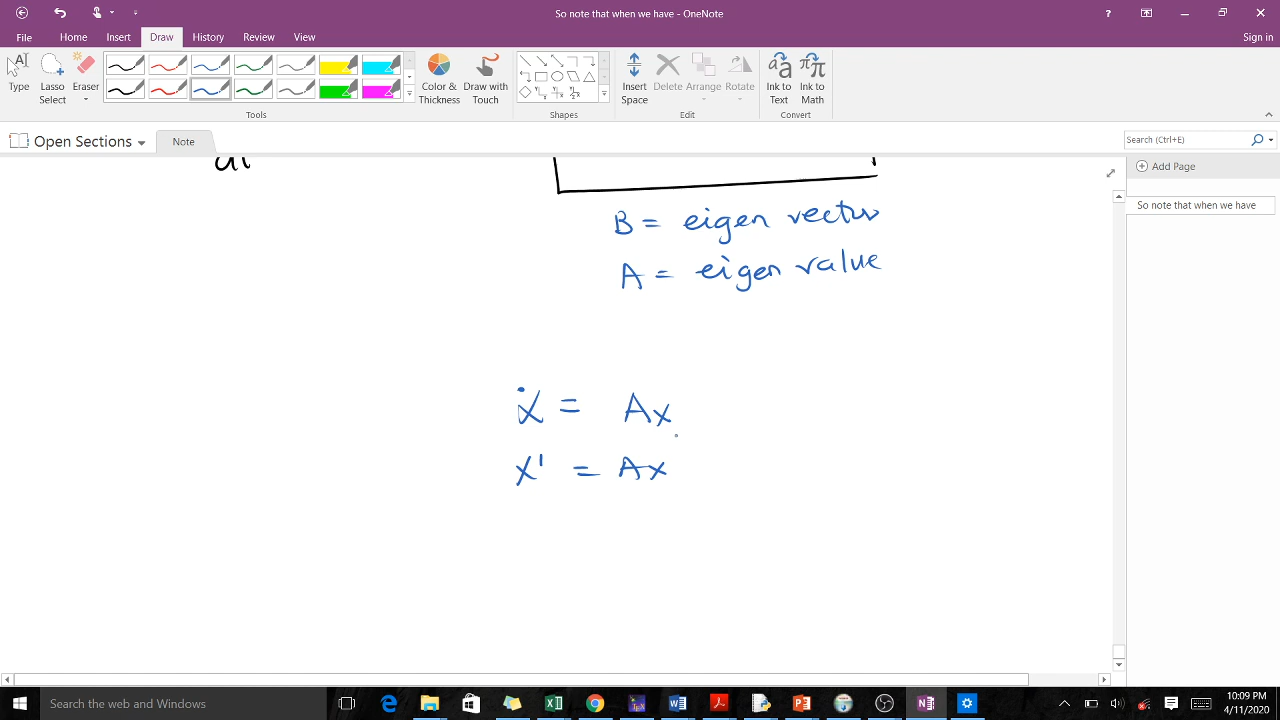 So note that when we have - OneNote
File Home Insert Draw History Review View
Sign in
Type Lasso Select Eraser Color & Thickness Draw with Touch Insert Space Delete Arrange Rotate Ink to Text Ink to Math
Tools Shapes Edit Convert
Open Sections Note
Search (Ctrl+E)
Add Page
So note that when we have
B = eigen vector
A = eigen value
ẋ = Ax
x' = Ax
Search the web and Windows
10:09 PM
4/11/2020